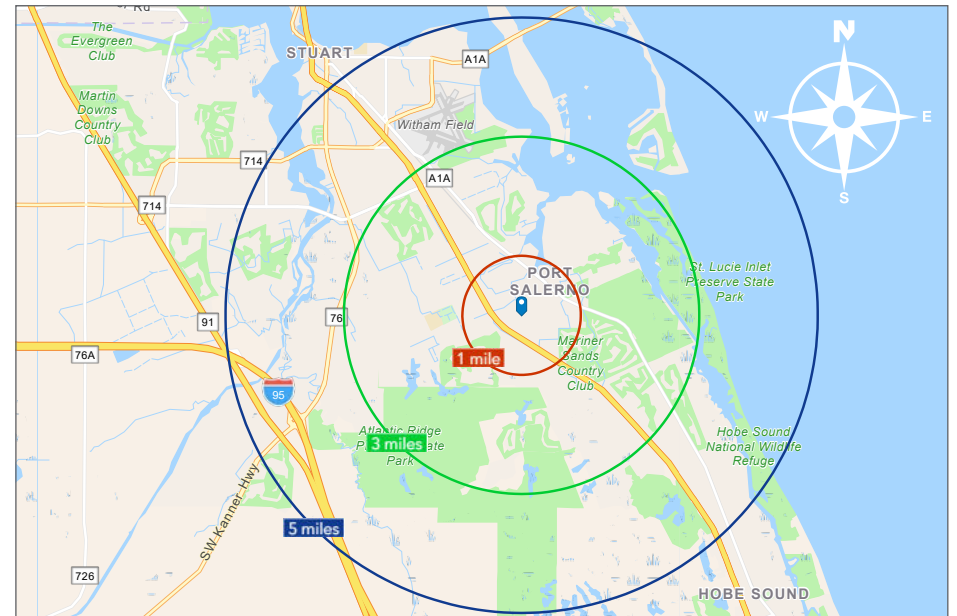 Rd
The
Evergreen
Club
STUART
A1A
N
Martin
Downs
Country
Club
Witham Field
W
E
714
A1A
S
714
PORT
SALERNO
St. Lucie Inlet
Preserve State
Park
91
76
76A
1 mile
Mariner
Sands
Country
Club
95
Atlantic Ridge
3 miles
Park
Hobe Sound
National Wildlife
Refuge
SW Kanner Hwy
5 miles
726
HOBE SOUND